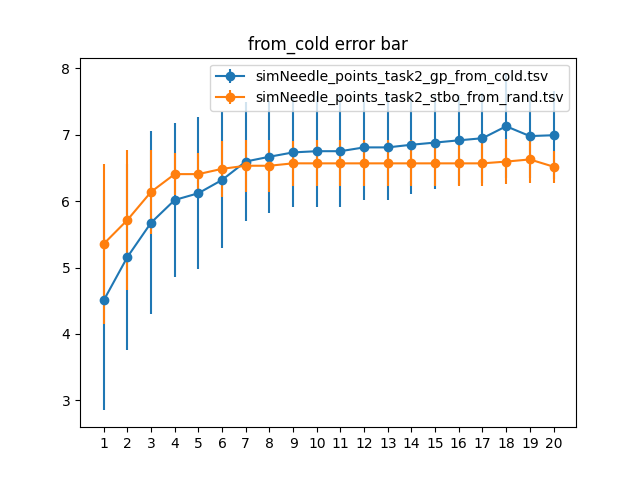 from_cold error bar
simNeedle_points_task2_gp_from_cold.tsv
simNeedle_points_task2_stbo_from_rand.tsv
8
7
6
5
4
3
1 2 3 4 5 6 7 8 9 10 11 12 13 14 15 16 17 18 19 20